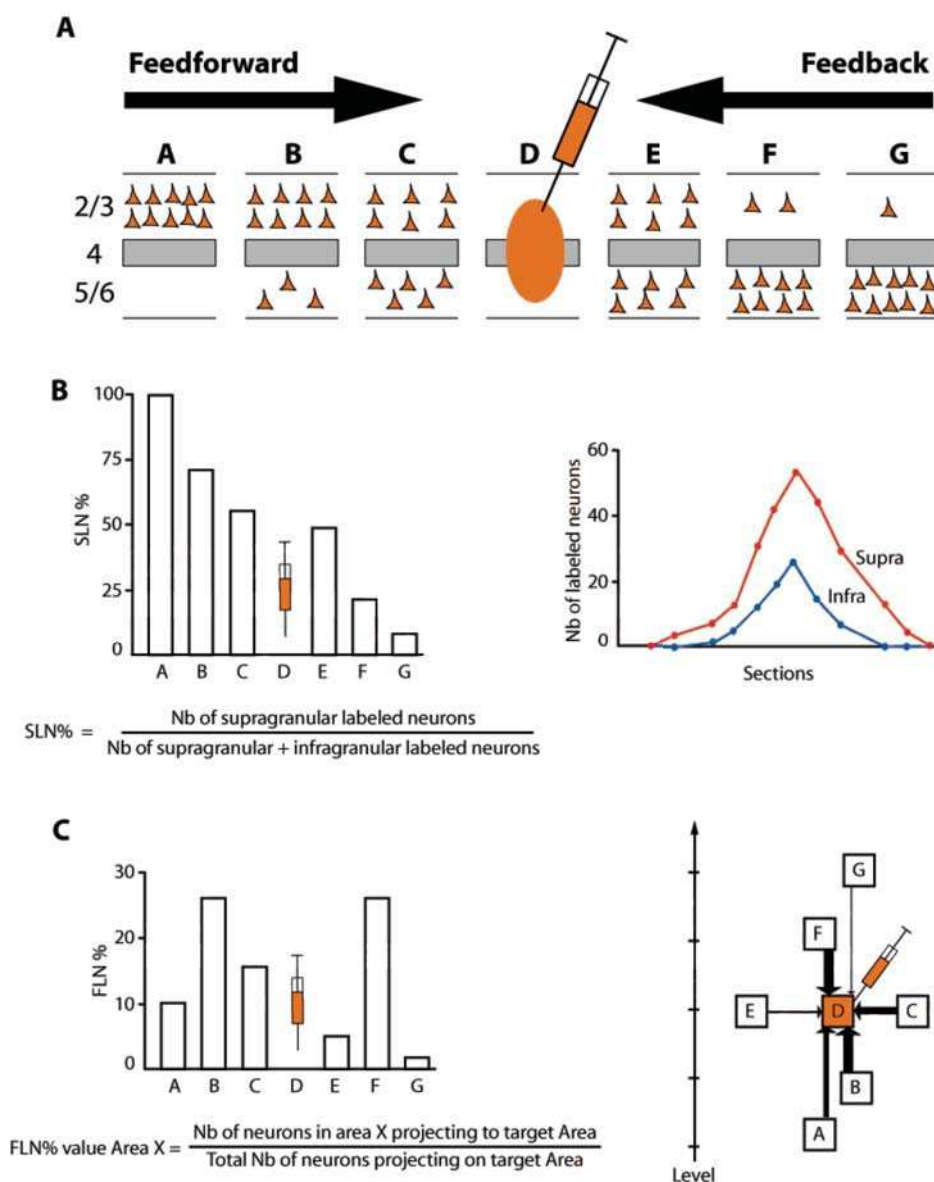 A
Feedforward
Feedback
A B C D E F G
2/3
4
5/6
B
100
75
50
25
0
SLN %
A B C D E F G
60
40
20
0
Nb of labeled neurons
Supra
Infra
Sections
SLN% =
Nb of supragranular labeled neurons
Nb of supragranular + infragranular labeled neurons
C
30
20
10
0
FLN %
A B C D E F G
G
F
E D C
B
A
Level
FLN% value Area X =
Nb of neurons in area X projecting to target Area
Total Nb of neurons projecting on target Area